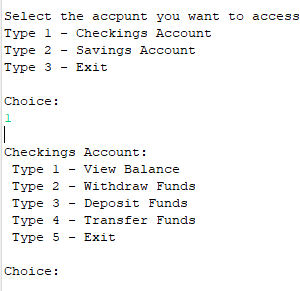 Select the accpunt you want to access
Type 1 - Checkings Account
Type 2 - Savings Account
Type 3 - Exit
Choice:
1
Checkings Account:
Type 1 - View Balance
Type 2 - Withdraw Funds
Type 3 - Deposit Funds
Type 4 - Transfer Funds
Type 5 - Exit
Choice: